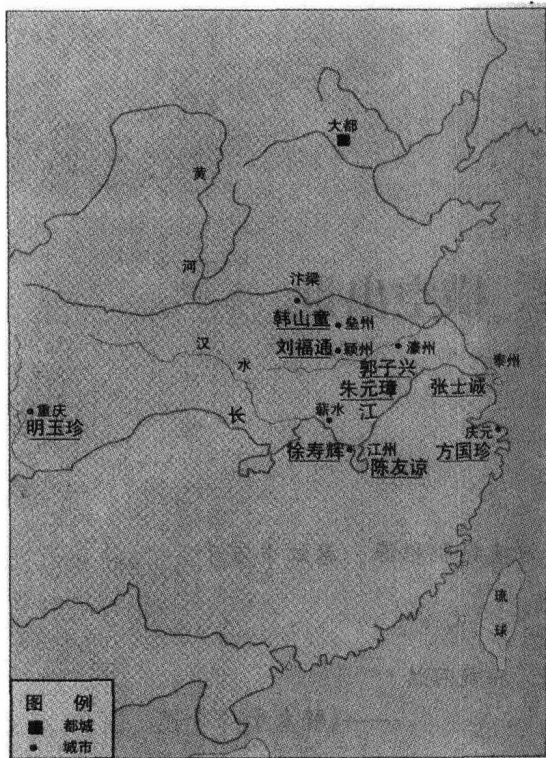 大都
黄
河
汴梁
韩山童
亳州
刘福通
颍州
濠州
郭子兴
泰州
汉
水
朱元璋
张士诚
重庆
明玉珍
蕲水
长
江
庆元
徐寿辉
江州
方国珍
陈友谅
琉
球
图 例
都城
城市